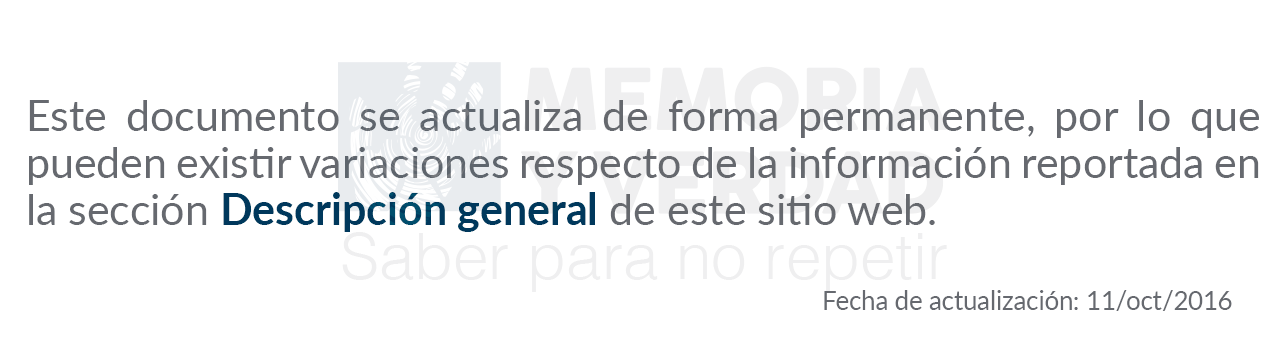 MEMORIA
Y VERDAD
Saber para no repetir
Este documento se actualiza de forma permanente, por lo que
pueden existir variaciones respecto de la información reportada en
la sección Descripción general de este sitio web.
Fecha de actualización: 11/oct/2016